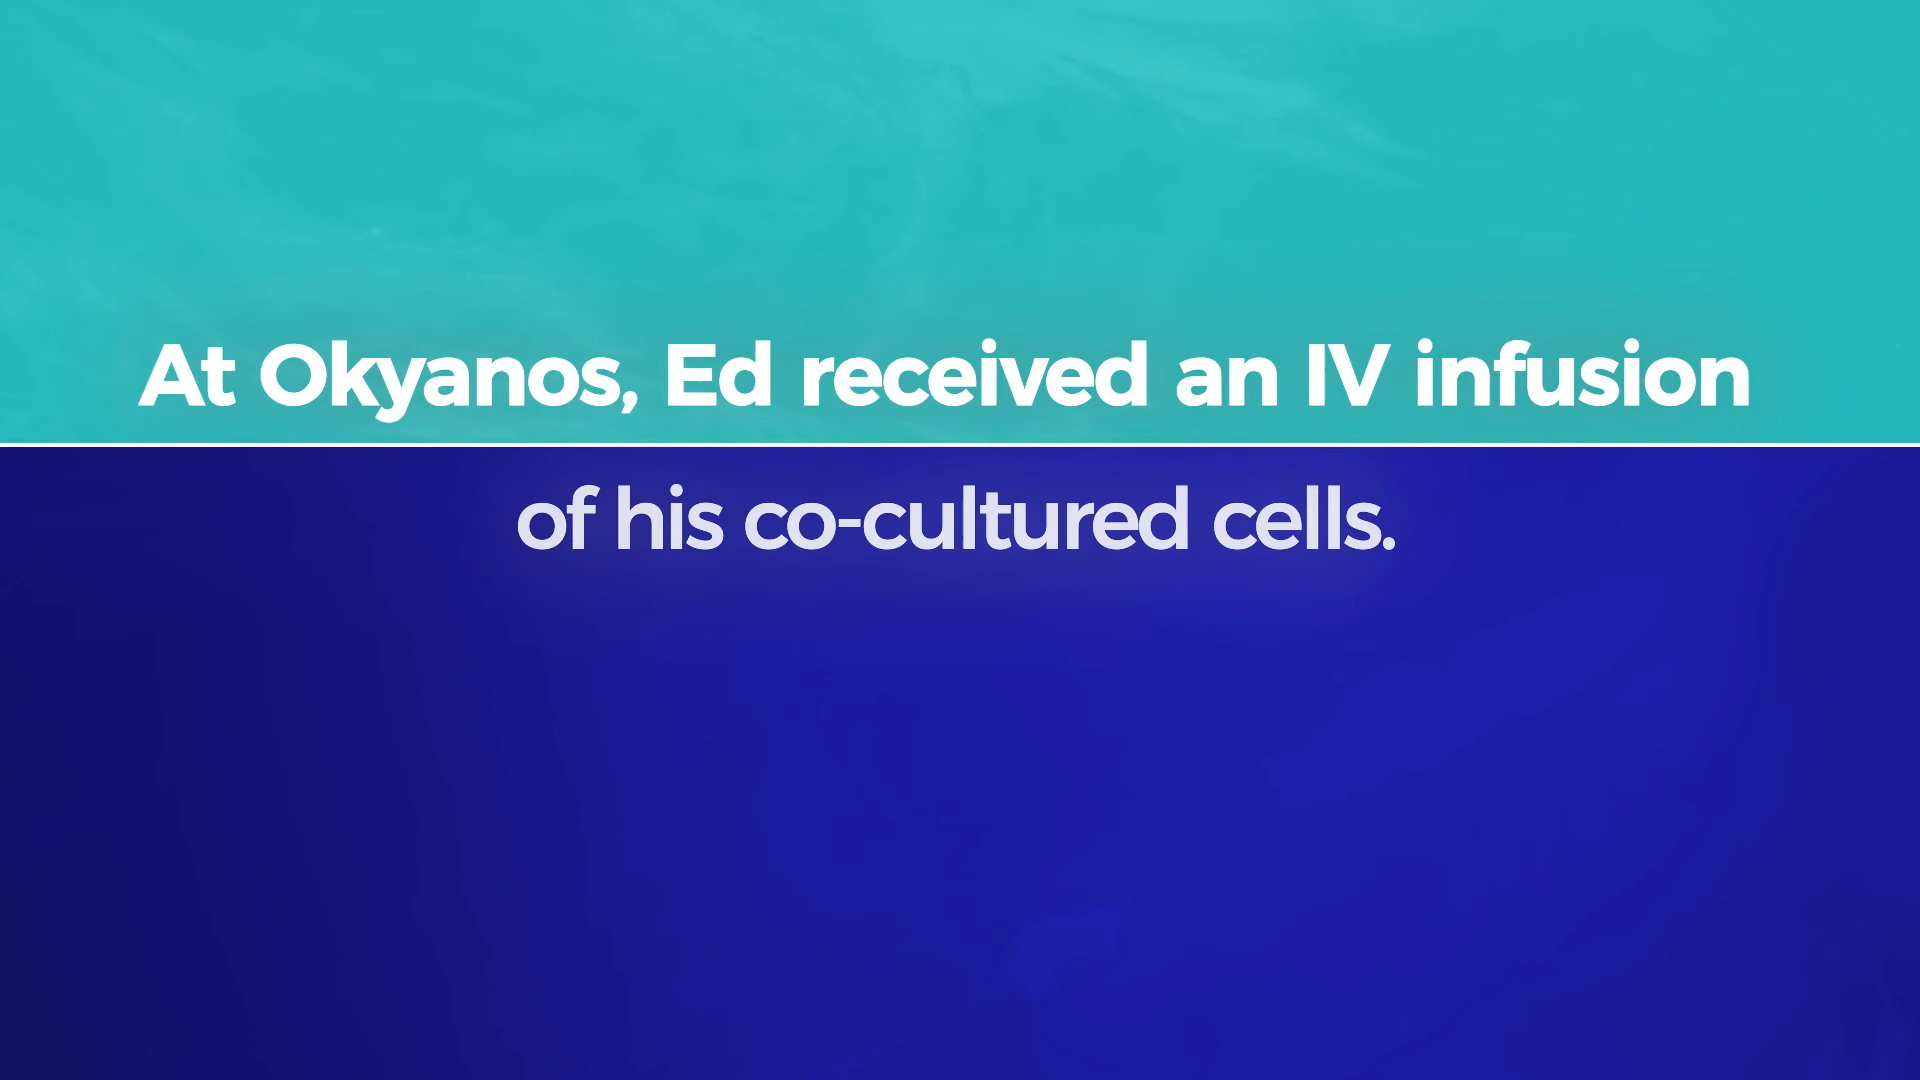 At Okyanos, Ed received an IV infusion
of his co-cultured cells.